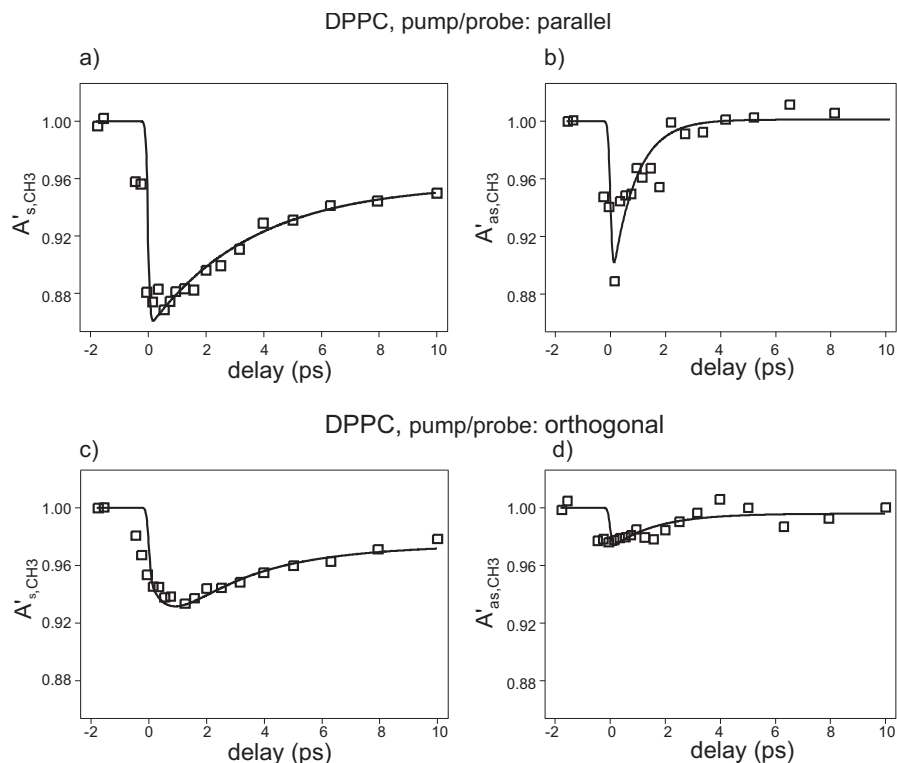 DPPC, pump/probe: parallel
a)
b)
1.00
0.96
0.92
0.88
A's,CH3
-2 0 2 4 6 8 10
delay (ps)
1.00
0.96
0.92
0.88
A'as,CH3
-2 0 2 4 6 8 10
delay (ps)
DPPC, pump/probe: orthogonal
c)
d)
1.00
0.96
0.92
0.88
A's,CH3
-2 0 2 4 6 8 10
delay (ps)
1.00
0.96
0.92
0.88
A'as,CH3
-2 0 2 4 6 8 10
delay (ps)